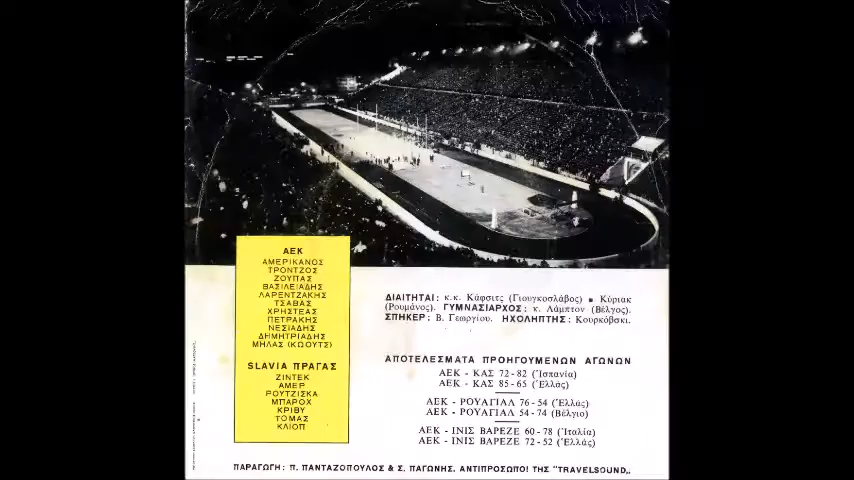 ΑΕΚ
ΑΜΕΡΙΚΑΝΟΣ
ΤΡΟΝΤΖΟΣ
ΖΟΥΠΑΣ
ΒΑΣΙΛΕΙΑΔΗΣ
ΛΑΡΕΝΤΖΑΚΗΣ
ΤΣΑΒΑΣ
ΧΡΗΣΤΕΑΣ
ΠΕΤΡΑΚΗΣ
ΝΕΣΙΑΔΗΣ
ΔΗΜΗΤΡΙΑΔΗΣ
ΜΗΛΑΣ (ΚΩΟΥΤΣ)
SLAVIA ΠΡΑΓΑΣ
ΖΙΝΤΕΚ
ΑΜΕΡ
ΡΟΥΤΖΙΣΚΑ
ΜΠΑΡΟΧ
ΚΡΙΒΥ
ΤΟΜΑΣ
ΚΛΙΟΠ
ΔΙΑΙΤΗΤΑΙ: κ.κ. Κάφσιτς (Γιουγκοσλάβος) • Κύριακ
(Ρουμάνος). ΓΥΜΝΑΣΙΑΡΧΟΣ: κ. Λάμπτον (Βέλγος).
ΣΠΗΚΕΡ: Β. Γεωργίου. ΗΧΟΛΗΠΤΗΣ: Κουρκόβσκι.
ΑΠΟΤΕΛΕΣΜΑΤΑ ΠΡΟΗΓΟΥΜΕΝΩΝ ΑΓΩΝΩΝ
ΑΕΚ - ΚΑΣ 72-82 (Ἱσπανία)
ΑΕΚ - ΚΑΣ 85-65 (Ἑλλάς)
ΑΕΚ - ΡΟΥΑΓΙΑΛ 76-54 (Ἑλλάς)
ΑΕΚ - ΡΟΥΑΓΙΑΛ 54-74 (Βέλγιο)
ΑΕΚ - ΙΝΙΣ ΒΑΡΕΖΕ 60-78 (Ἰταλία)
ΑΕΚ - ΙΝΙΣ ΒΑΡΕΖΕ 72-52 (Ἑλλάς)
ΠΑΡΑΓΩΓΗ: Π. ΠΑΝΤΑΖΟΠΟΥΛΟΣ & Σ. ΠΑΓΩΝΗΣ. ΑΝΤΙΠΡΟΣΩΠΟΙ ΤΗΣ "TRAVELSOUND,,